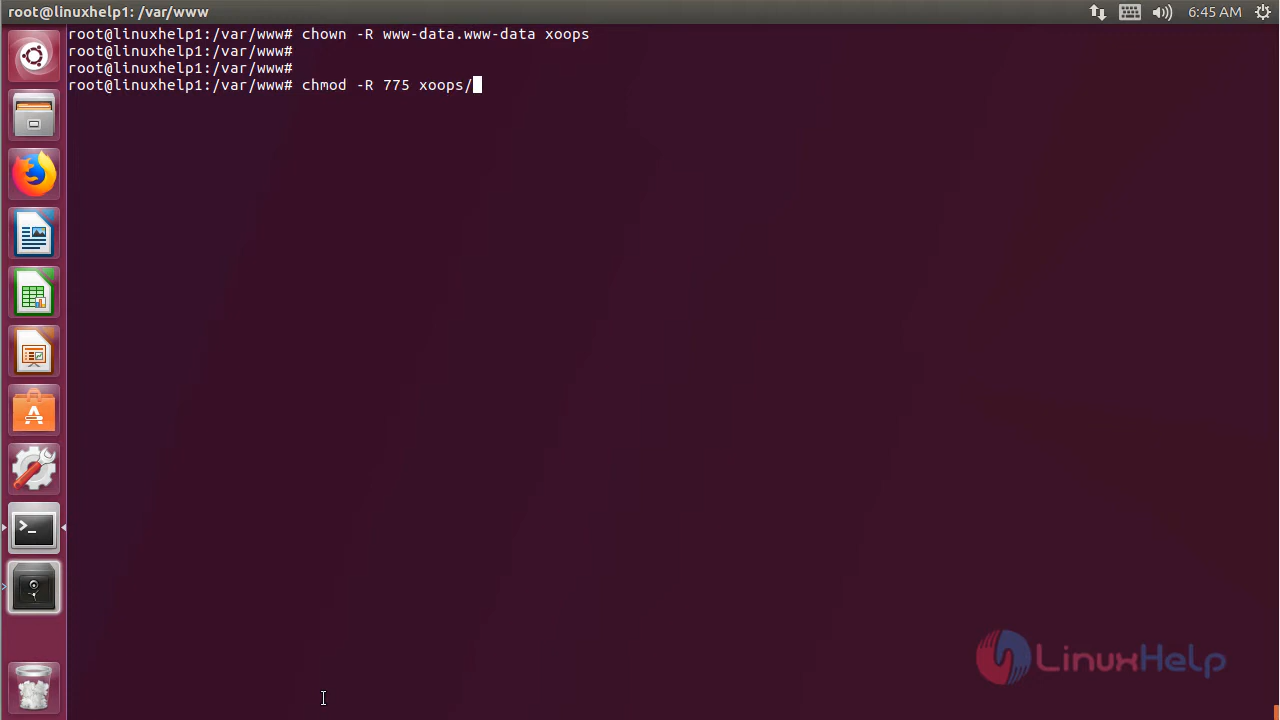 root@linuxhelp1: /var/www
6:45 AM
root@linuxhelp1:/var/www# chown -R www-data.www-data xoops
root@linuxhelp1:/var/www#
root@linuxhelp1:/var/www#
root@linuxhelp1:/var/www# chmod -R 775 xoops/
LinuxHelp